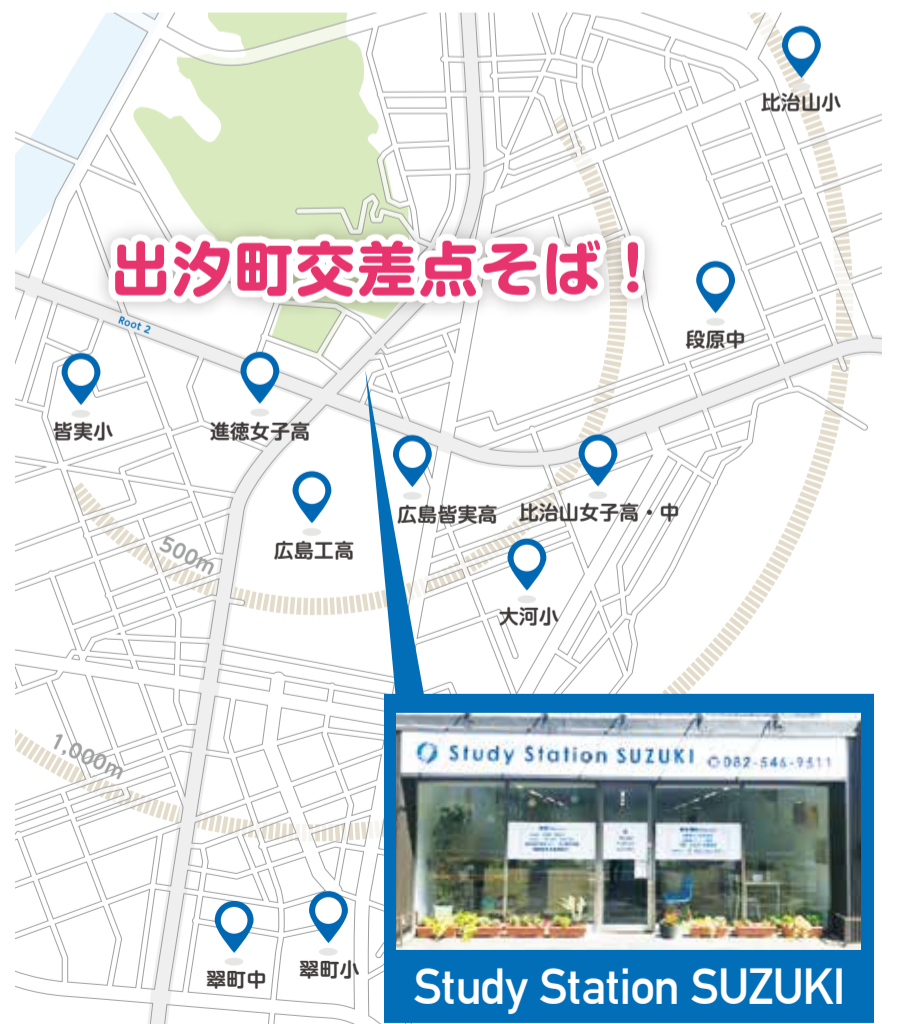 比治山小
出汐町交差点そば！
段原中
Root 2
皆実小
進徳女子高
広島皆実高
比治山女子高・中
広島工高
500m
大河小
1,000m
Study Station SUZUKI
082-546-9511
翠町中
翠町小
Study Station SUZUKI